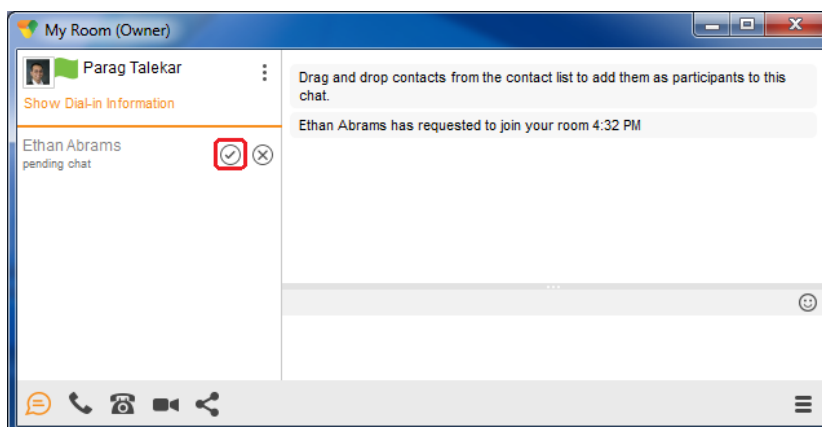 My Room (Owner)
Parag Talekar
Show Dial-in Information
Ethan Abrams
pending chat
Drag and drop contacts from the contact list to add them as participants to this
chat.
Ethan Abrams has requested to join your room 4:32 PM